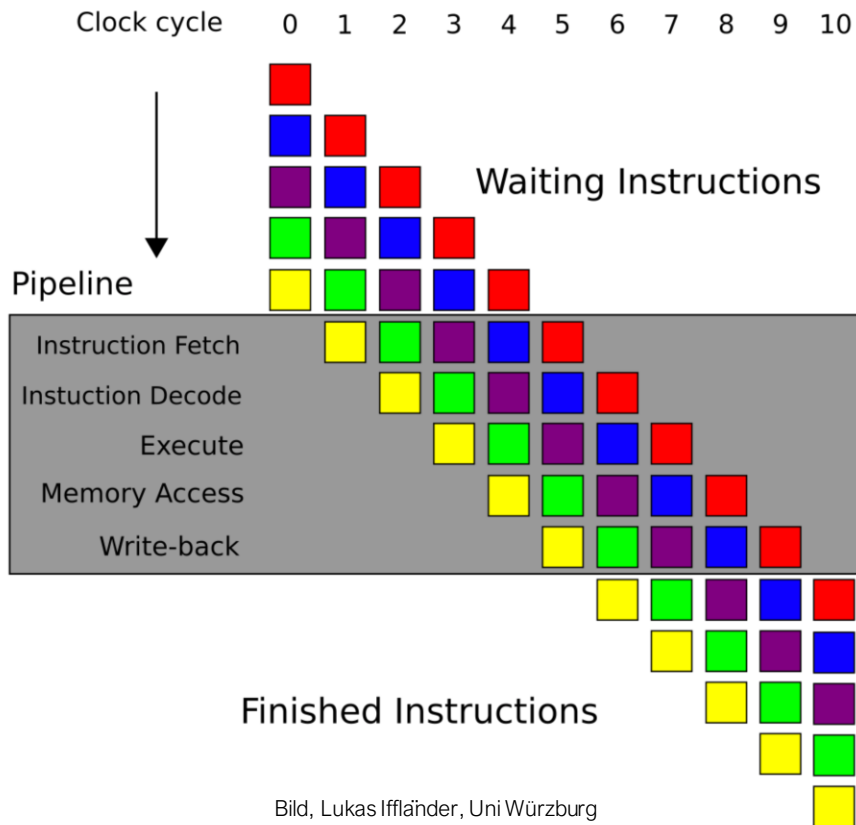 Clock cycle 0 1 2 3 4 5 6 7 8 9 10
Waiting Instructions
Pipeline
Instruction Fetch
Instuction Decode
Execute
Memory Access
Write-back
Finished Instructions
Bild, Lukas Iffländer, Uni Würzburg